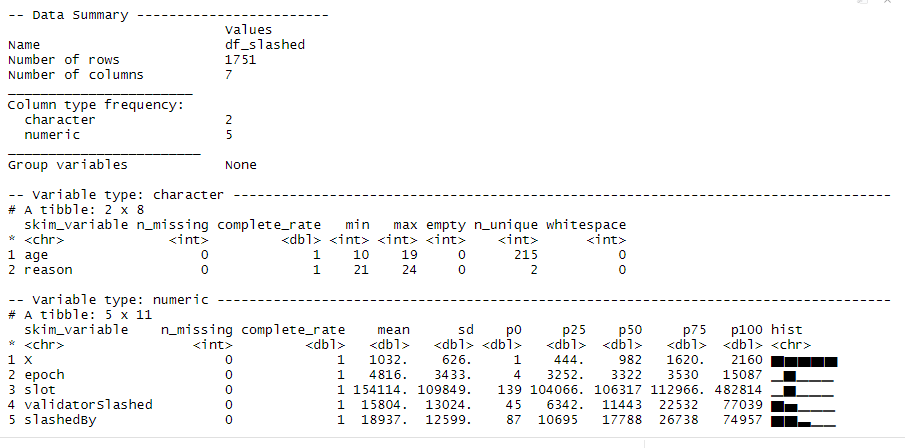 -- Data Summary ------------------------
                           Values
Name                       df_slashed
Number of rows             1751
Number of columns          7
_______________________
Column type frequency:
  character                2
  numeric                  5
________________________
Group variables            None
-- Variable type: character ----------------------------------------------------------------------------------
# A tibble: 2 x 8
  skim_variable n_missing complete_rate   min   max empty n_unique whitespace
* <chr>             <int>         <dbl> <int> <int> <int>    <int>      <int>
1 age                   0             1    10    19     0      215          0
2 reason                0             1    21    24     0        2          0
-- Variable type: numeric ------------------------------------------------------------------------------------
# A tibble: 5 x 11
  skim_variable    n_missing complete_rate    mean      sd    p0     p25    p50     p75   p100 hist
* <chr>                <int>         <dbl>   <dbl>   <dbl> <dbl>   <dbl>  <dbl>   <dbl>  <dbl> <chr>
1 X                        0             1   1032.    626.     1    444.    982   1620.   2160
2 epoch                    0             1   4816.   3433.     4   3252.   3322   3530   15087
3 slot                     0             1 154114. 109849.   139 104066. 106317 112966. 482814
4 validatorSlashed         0             1  15804.  13024.    45   6342.  11443  22532   77039
5 slashedBy                0             1  18937.  12599.    87  10695   17788  26738   74957